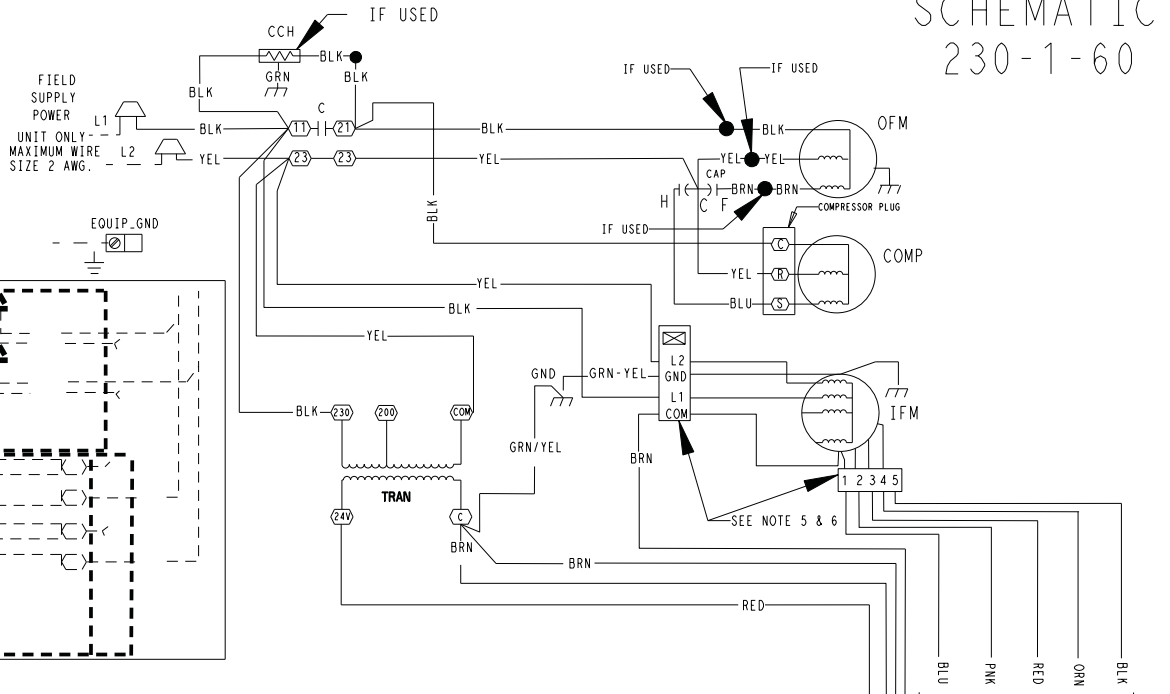 SCHEMATIC
230-1-60
IF USED
CCH
BLK
GRN
BLK
BLK
FIELD
SUPPLY
POWER
UNIT ONLY
MAXIMUM WIRE
SIZE 2 AWG.
L1
L2
BLK
YEL
11
C
21
23
23
BLK
YEL
IF USED
IF USED
BLK
OFM
YEL
YEL
CAP
H
C
F
BRN
BRN
IF USED
COMPRESSOR PLUG
BLK
C
YEL
R
BLU
S
COMP
EQUIP_GND
YEL
BLK
YEL
L2
GND
L1
COM
GND
GRN-YEL
IFM
BLK
230
200
COM
GRN/YEL
BRN
TRAN
24V
C
BRN
BRN
RED
1 2 3 4 5
SEE NOTE 5 & 6
BLU
PNK
RED
ORN
BLK